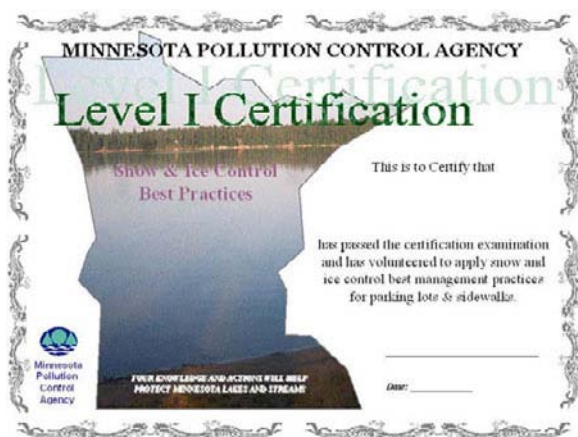 MINNESOTA POLLUTION CONTROL AGENCY
Level I Certification
Snow & Ice Control
Best Practices
This is to Certify that
has passed the certification examination
and has volunteered to apply snow and
ice control best management practices
for parking lots & sidewalks.
Minnesota
Pollution
Control
Agency
YOUR KNOWLEDGE AND ACTIONS WILL HELP
PROTECT MINNESOTA LAKES AND STREAMS
Date: